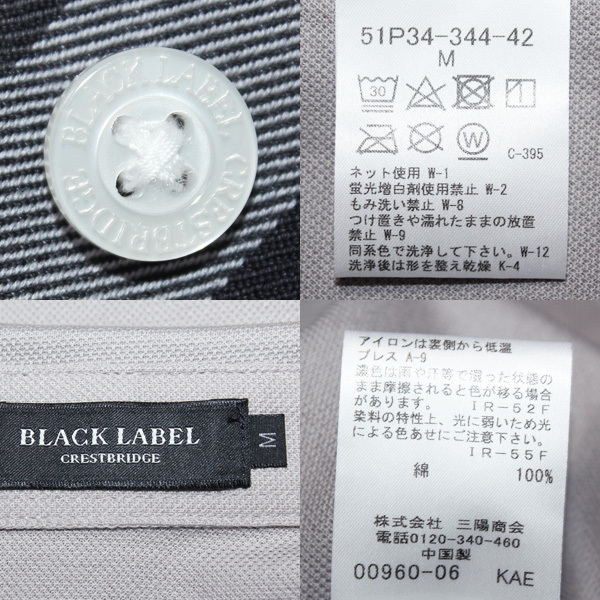 BLACK LABEL
CRESTBRIDGE
51P34-344-42
M
30
W
C-395
ネット使用 W-1
蛍光増白剤使用禁止 W-2
もみ洗い禁止 W-8
つけ置きや濡れたままの放置
禁止 W-9
同系色で洗浄して下さい。W-12
洗浄後は形を整え乾燥 K-4
BLACK LABEL
CRESTBRIDGE
M
アイロンは裏側から低温
プレス A-9
濃色は雨や汗等で湿った状態の
まま摩擦されると色が移る場合
があります。 IR-52F
染料の特性上、光に弱いため光
による色あせにご注意下さい。
IR-55F
綿 100%
株式会社 三陽商会
電話0120-340-460
中国製
00960-06 KAE